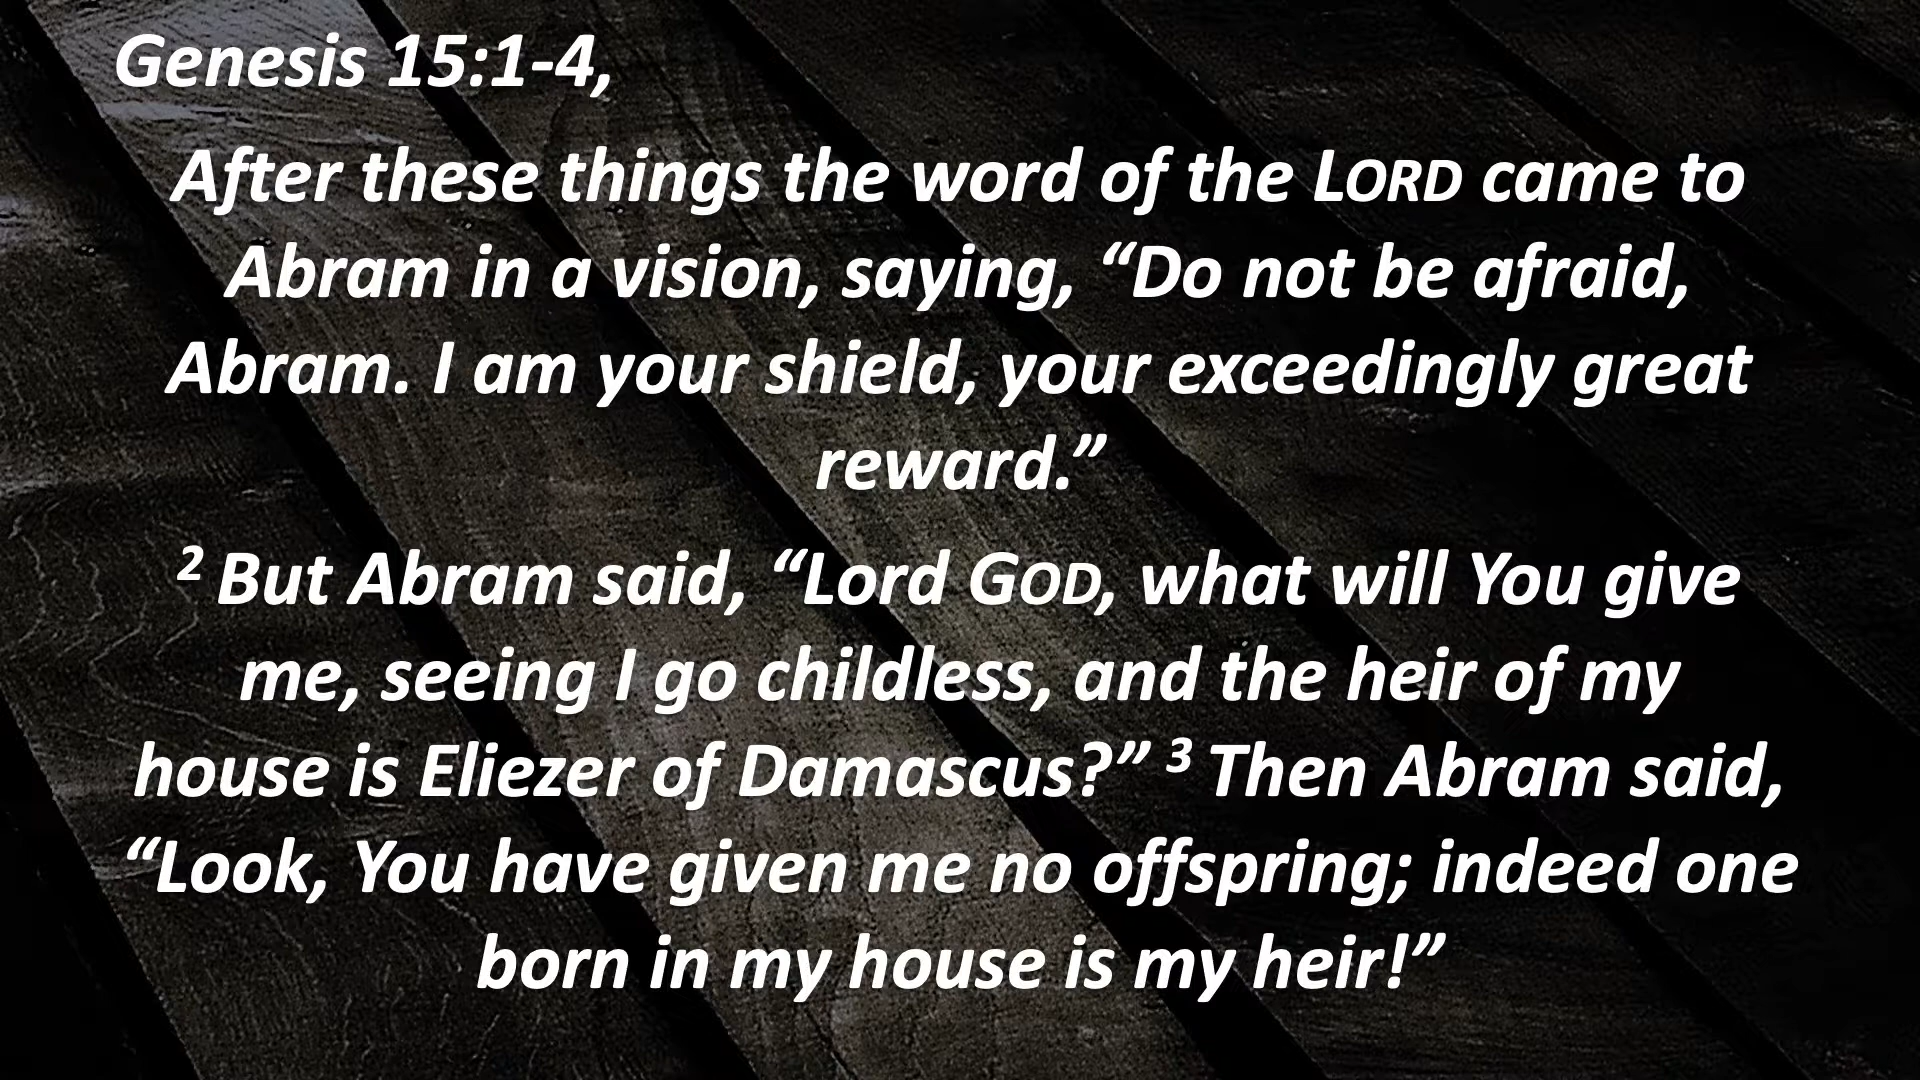 Genesis 15:1-4,
After these things the word of the LORD came to
Abram in a vision, saying, “Do not be afraid,
Abram. I am your shield, your exceedingly great
reward.”
2 But Abram said, “Lord GOD, what will You give
me, seeing I go childless, and the heir of my
house is Eliezer of Damascus?” 3 Then Abram said,
“Look, You have given me no offspring; indeed one
born in my house is my heir!”